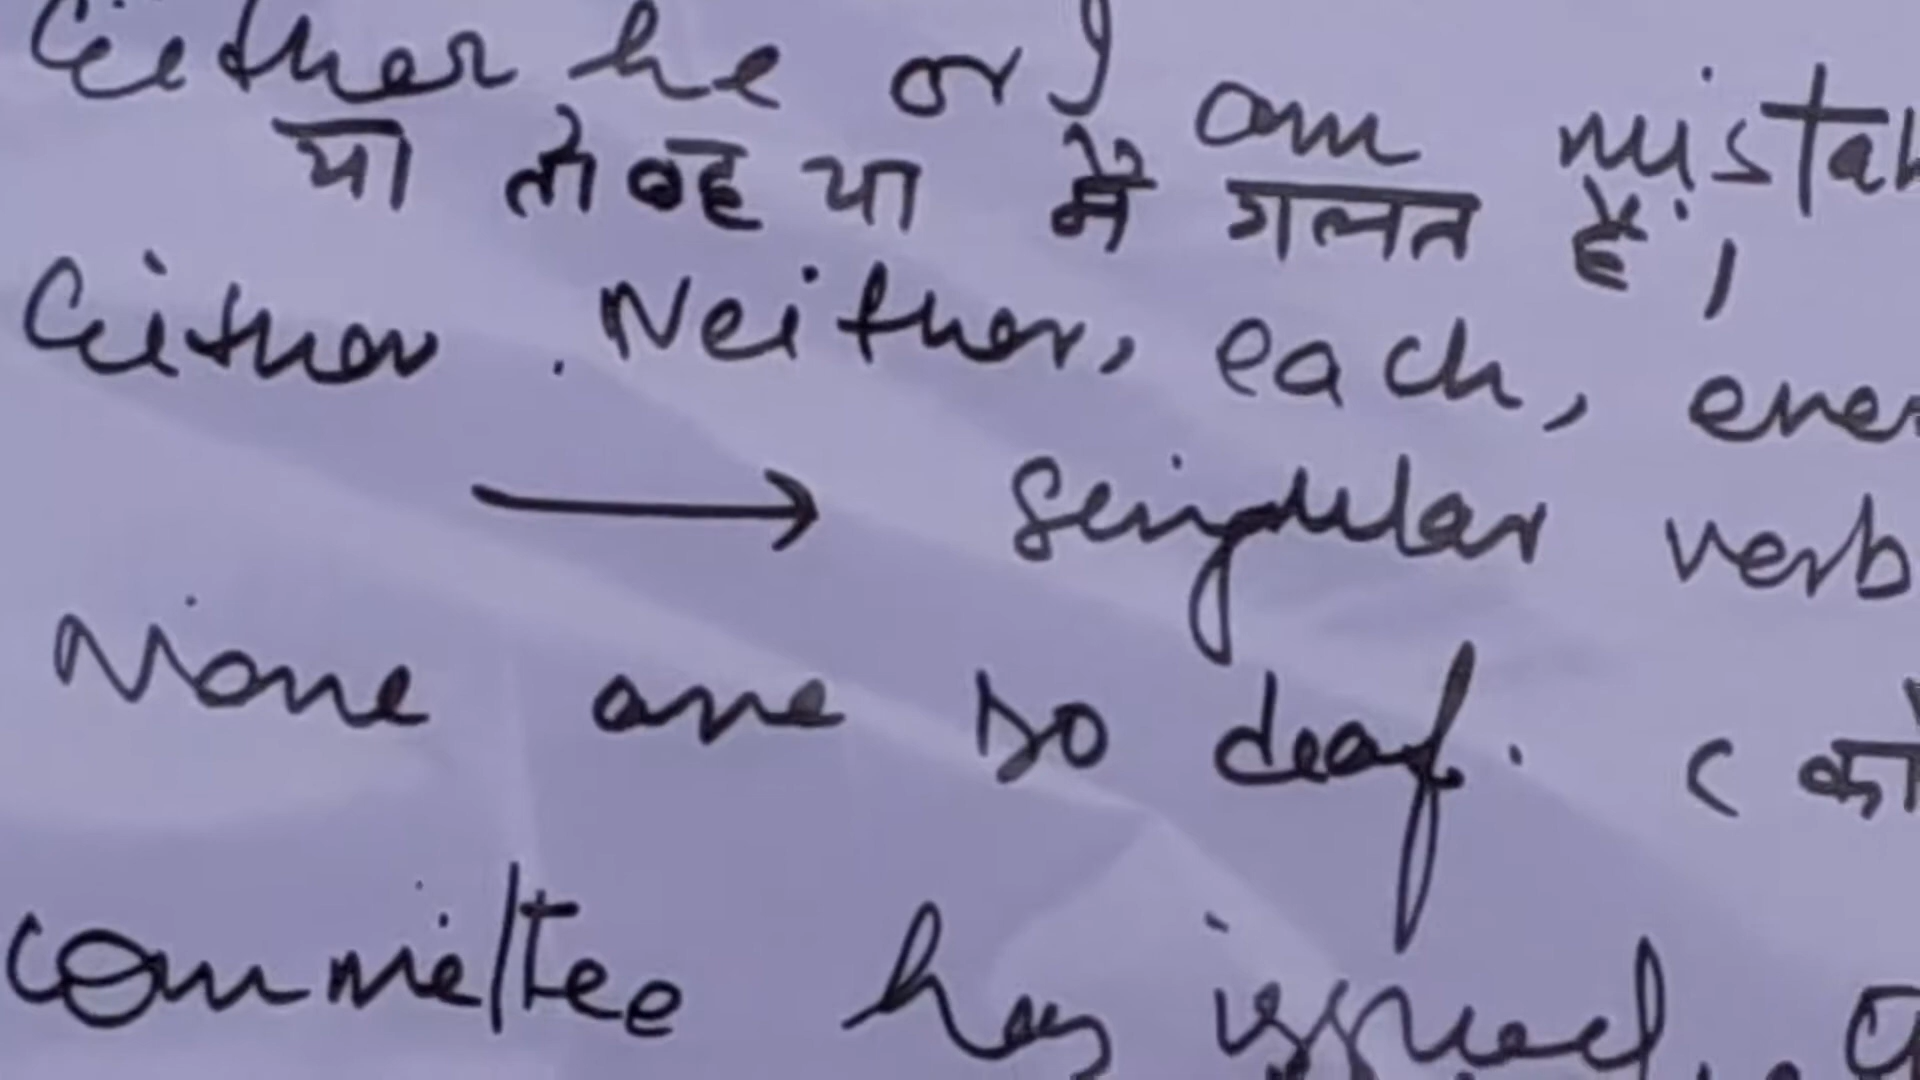 Either he or I am mistak
या तो वह या मैं गलत हैं।
Either. Neither, each, ever
→ Singular verb
None are so deaf. (को
committee has issued.